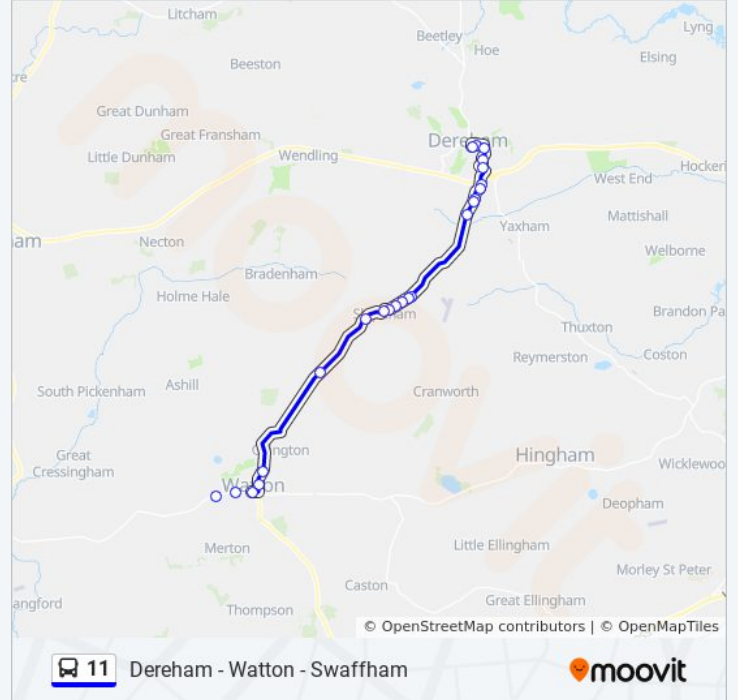 Litcham
Lyng
Beetley
Hoe
Elsing
Beeston
Great Dunham
Great Fransham
Dereham
Little Dunham
Wendling
Hockeri
West End
Mattishall
Yaxham
am
Necton
Welborne
Bradenham
Holme Hale
Brandon Pa
Thuxton
Coston
Reymerston
Ashill
South Pickenham
Cranworth
Great
Cressingham
Hingham
Wicklewoo
Watton
Deopham
Merton
Little Ellingham
Morley St Peter
Caston
angford
Great Ellingham
Thompson
© OpenStreetMap contributors | © OpenMapTiles
11 Dereham - Watton - Swaffham
moovit